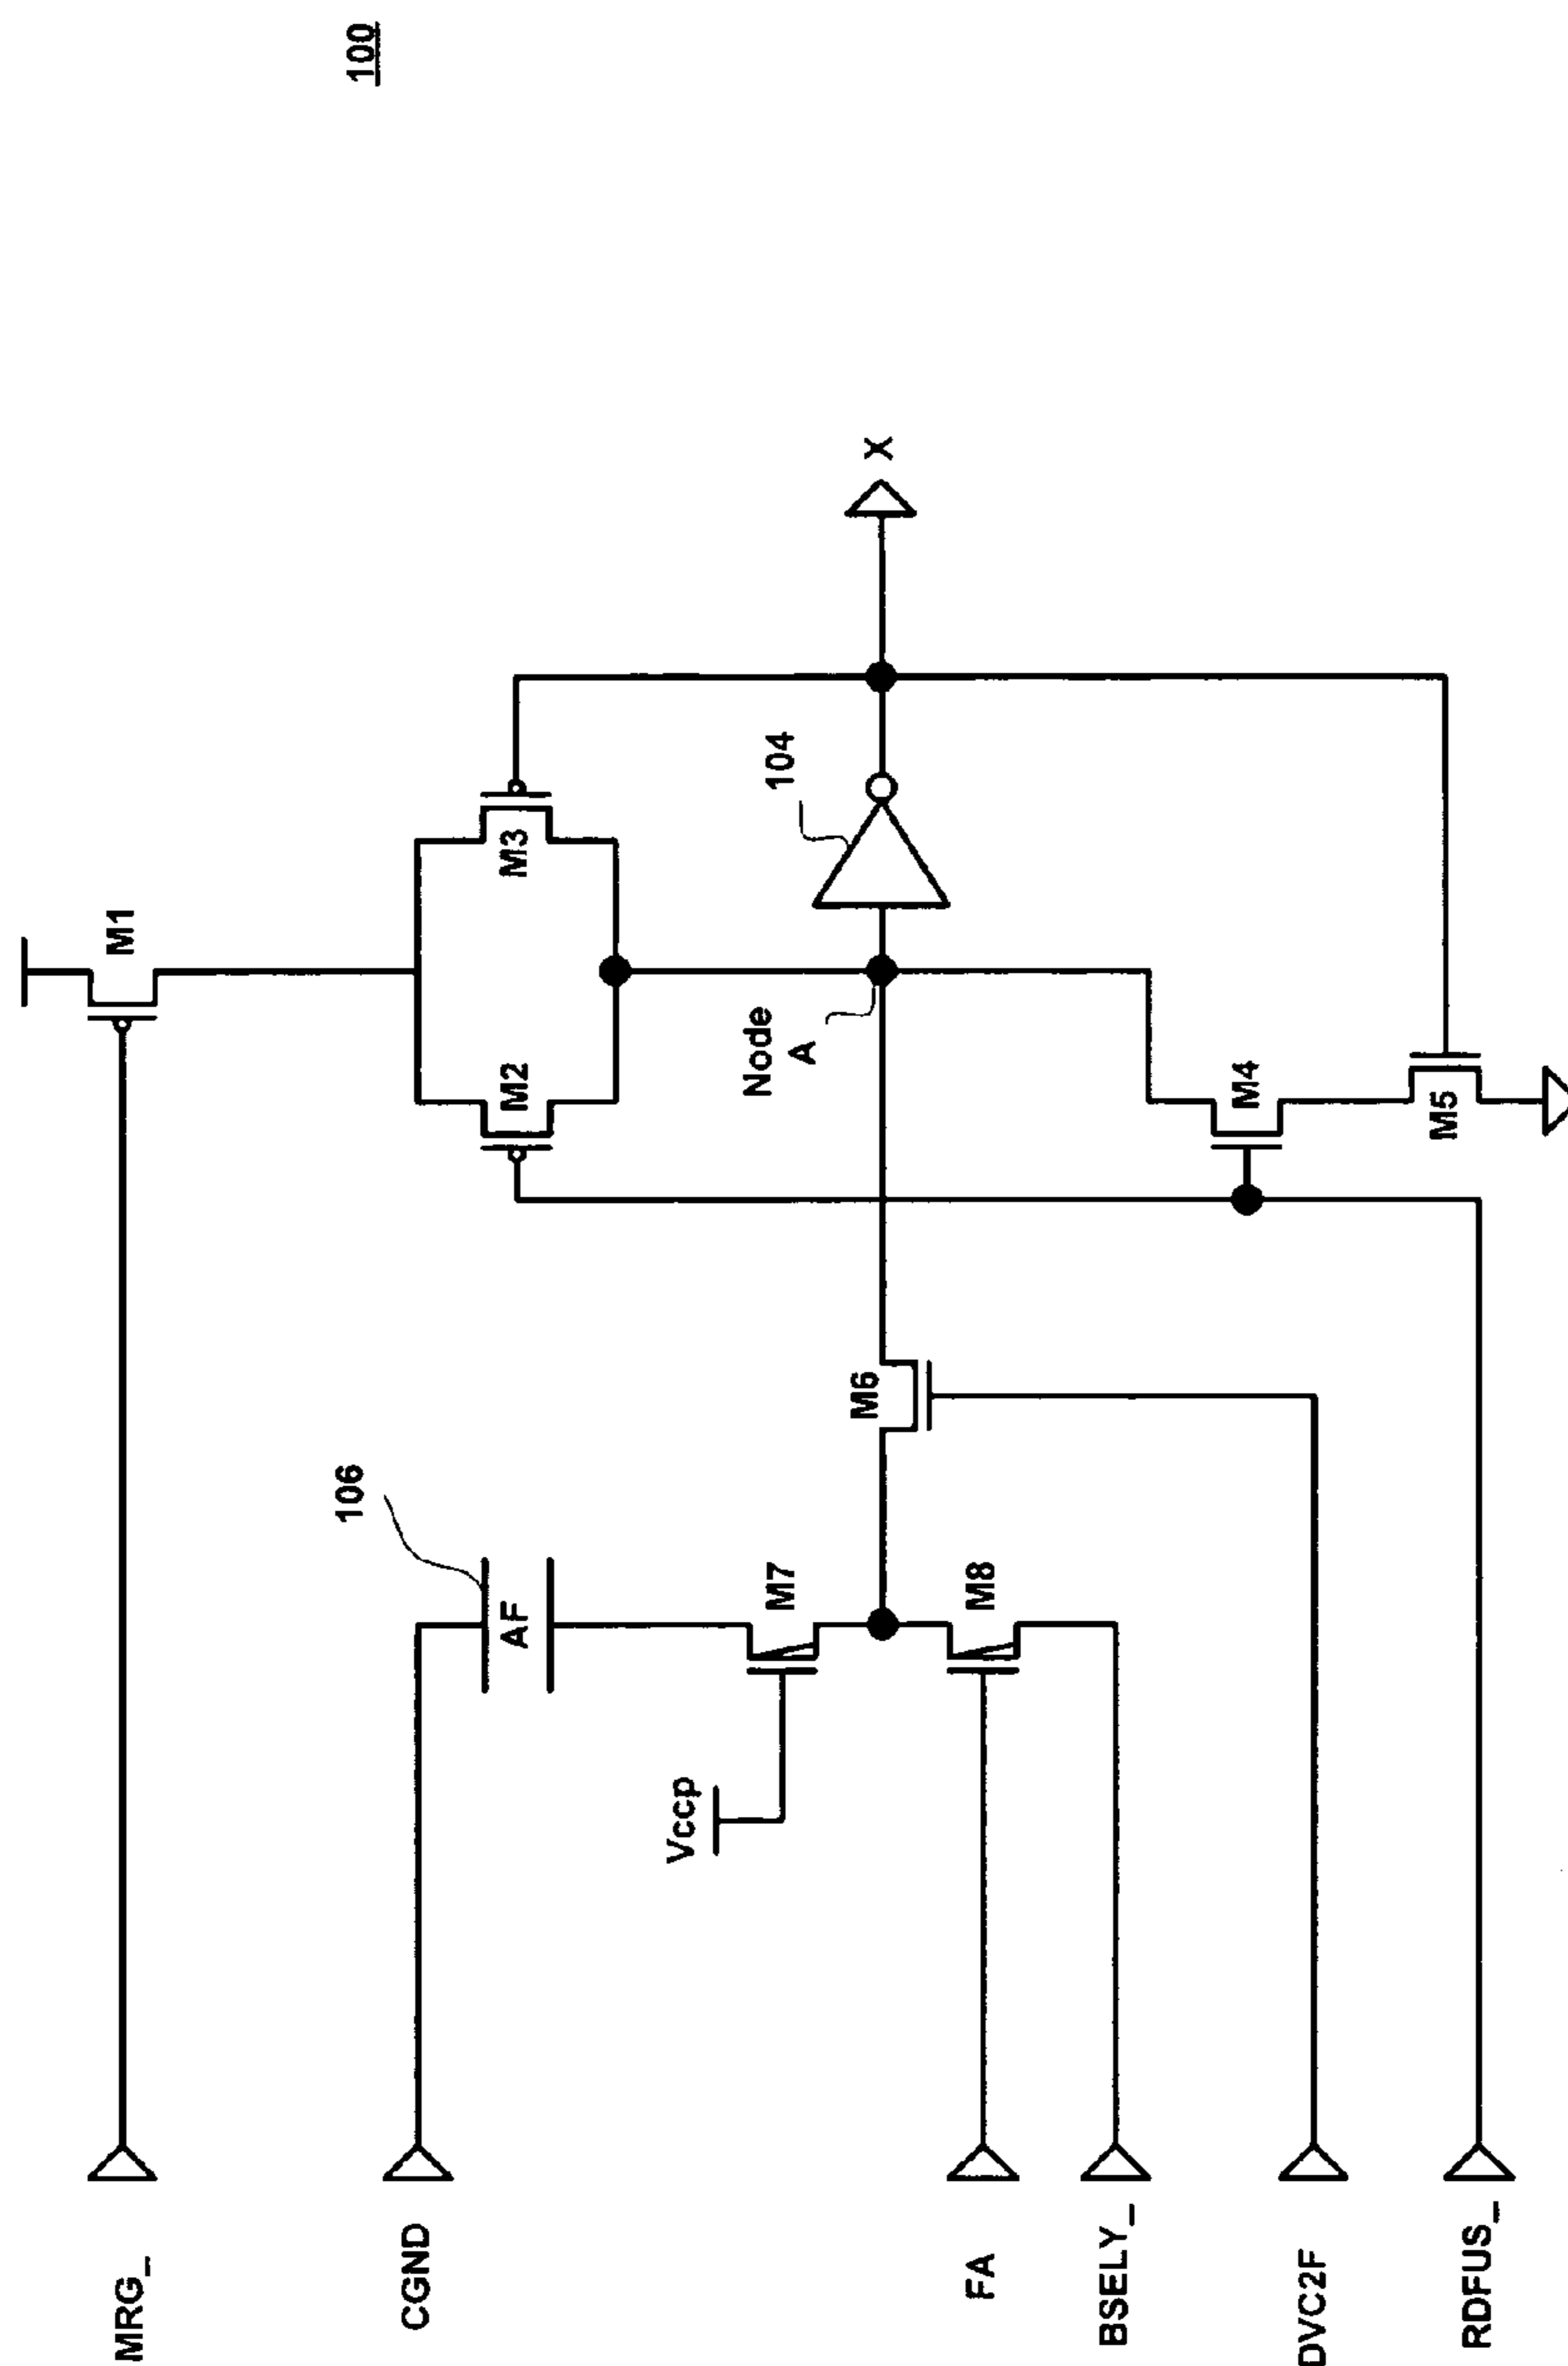 100
MRG_
M1
CGND
106
AF
M2
M3
Vccp
M7
Node
A
104
M6
X
FA
M8
BSELY_
M4
DVC2F
M5
RDFUS_